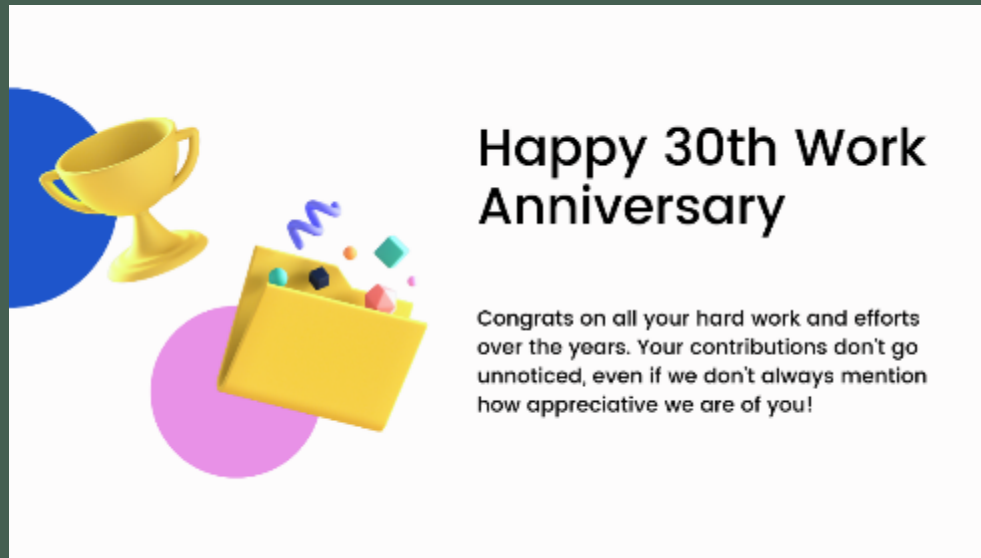 Happy 30th Work
Anniversary
Congrats on all your hard work and efforts
over the years. Your contributions don't go
unnoticed, even if we don't always mention
how appreciative we are of you!